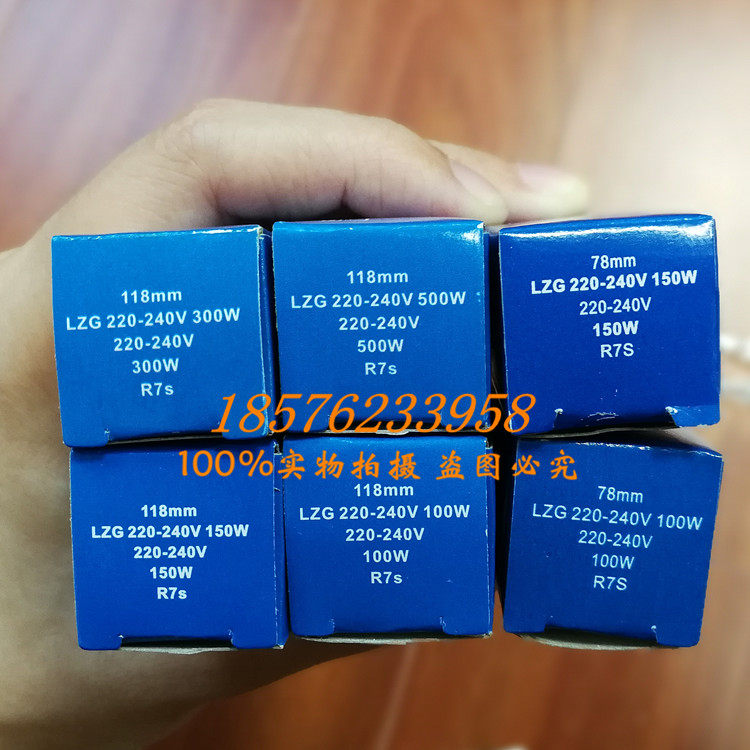 118mm
LZG 220-240V 300W
220-240V
300W
R7s
118mm
LZG 220-240V 500W
220-240V
500W
R7s
78mm
LZG 220-240V 150W
220-240V
150W
R7S
18576233958
100%实物拍摄 盗图必究
118mm
LZG 220-240V 150W
220-240V
150W
R7s
118mm
LZG 220-240V 100W
220-240V
100W
R7s
78mm
LZG 220-240V 100W
220-240V
100W
R7S